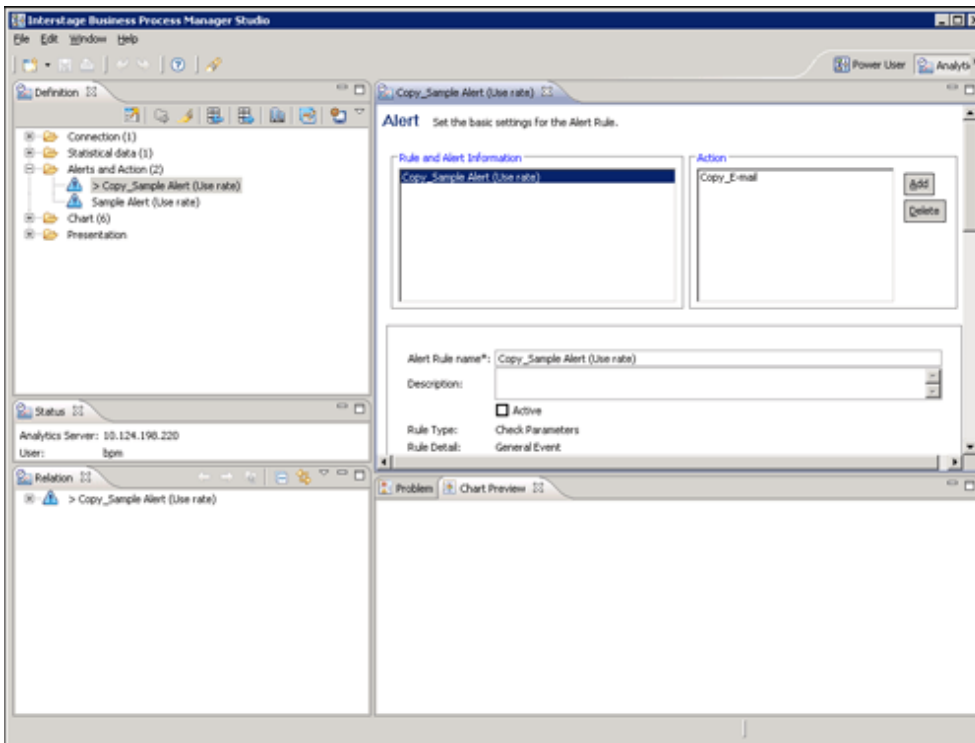 Interstage Business Process Manager Studio
File Edit Window Help
Power User Analytic
Definition
Connection (1)
Statistical data (1)
Alerts and Action (2)
> Copy_Sample Alert (Use rate)
Sample Alert (Use rate)
Chart (6)
Presentation
Status
Analytics Server: 10.124.198.220
User: bpm
Relation
> Copy_Sample Alert (Use rate)
Copy_Sample Alert (Use rate)
Alert Set the basic settings for the Alert Rule.
Rule and Alert Information
Copy_Sample Alert (Use rate)
Action
Copy_E-mail
Add
Delete
Alert Rule name*: Copy_Sample Alert (Use rate)
Description:
Active
Rule Type: Check Parameters
Rule Detail: General Event
Problem Chart Preview